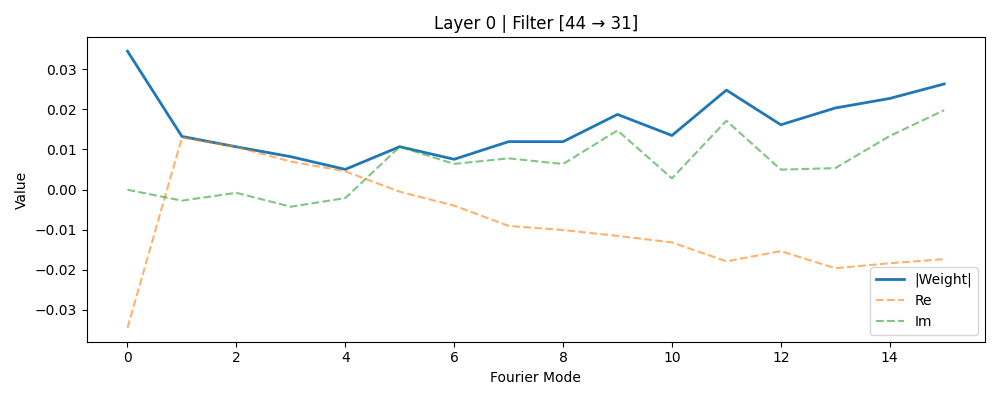 Layer 0 | Filter [44 → 31]
Value
0.03
0.02
0.01
0.00
−0.01
−0.02
−0.03
|Weight|
Re
Im
0 2 4 6 8 10 12 14
Fourier Mode